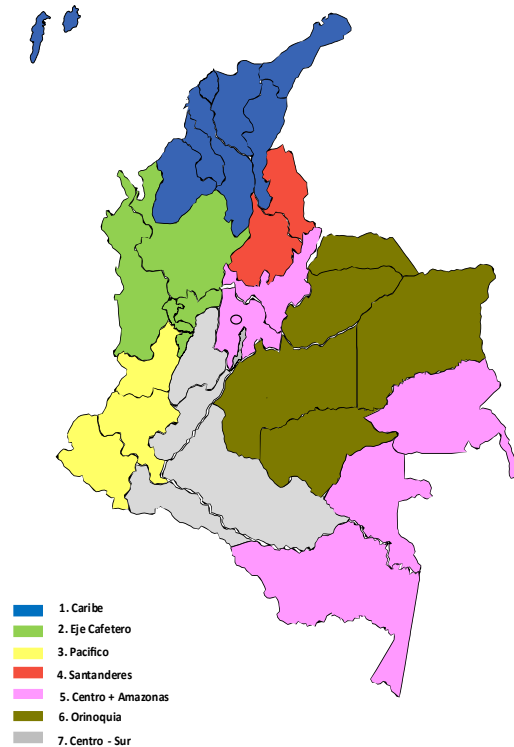 1. Caribe
2. Eje Cafetero
3. Pacifico
4. Santanderes
5. Centro + Amazonas
6. Orinoquia
7. Centro - Sur